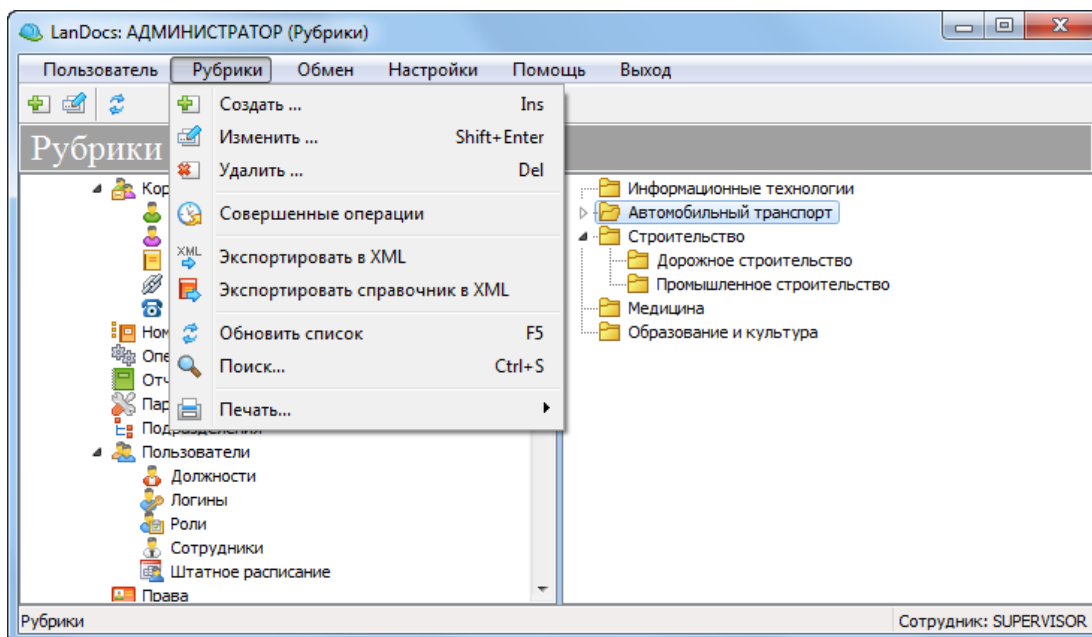 LanDocs: АДМИНИСТРАТОР (Рубрики)
Пользователь Рубрики Обмен Настройки Помощь Выход
Рубрики
Создать ... Ins
Изменить ... Shift+Enter
Удалить ... Del
Совершенные операции
XML Экспортировать в XML
Экспортировать справочник в XML
Обновить список F5
Поиск... Ctrl+S
Печать...
Пользователи
Должности
Логины
Роли
Сотрудники
Штатное расписание
Права
Информационные технологии
Автомобильный транспорт
Строительство
Дорожное строительство
Промышленное строительство
Медицина
Образование и культура
Рубрики
Сотрудник: SUPERVISOR